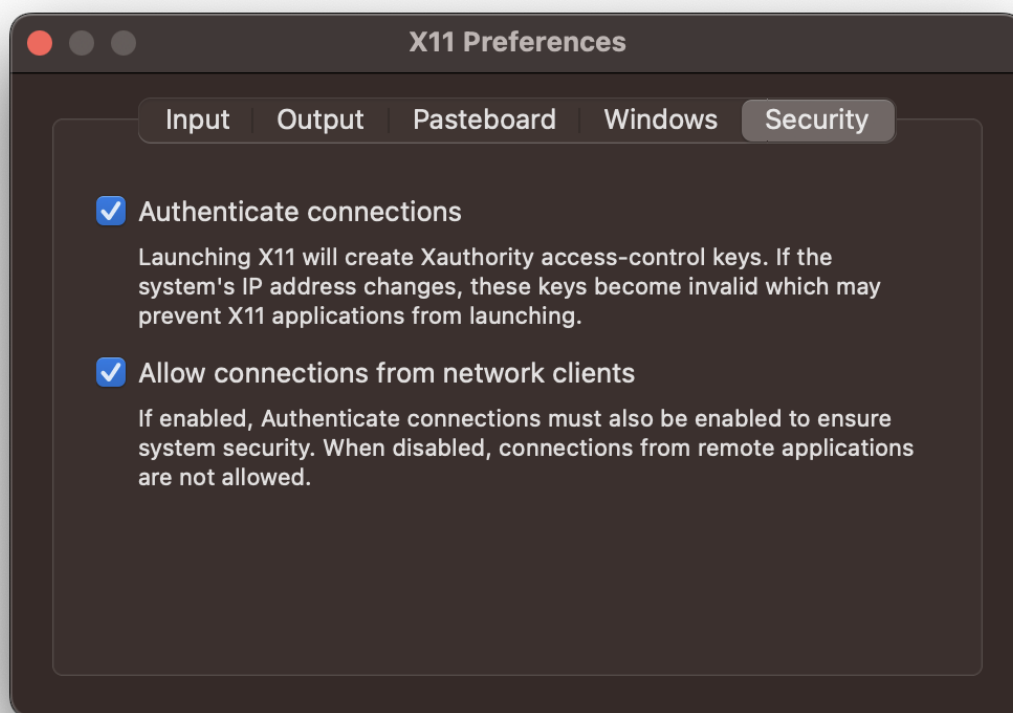 X11 Preferences
Input Output Pasteboard Windows Security
Authenticate connections
Launching X11 will create Xauthority access-control keys. If the
system's IP address changes, these keys become invalid which may
prevent X11 applications from launching.
Allow connections from network clients
If enabled, Authenticate connections must also be enabled to ensure
system security. When disabled, connections from remote applications
are not allowed.